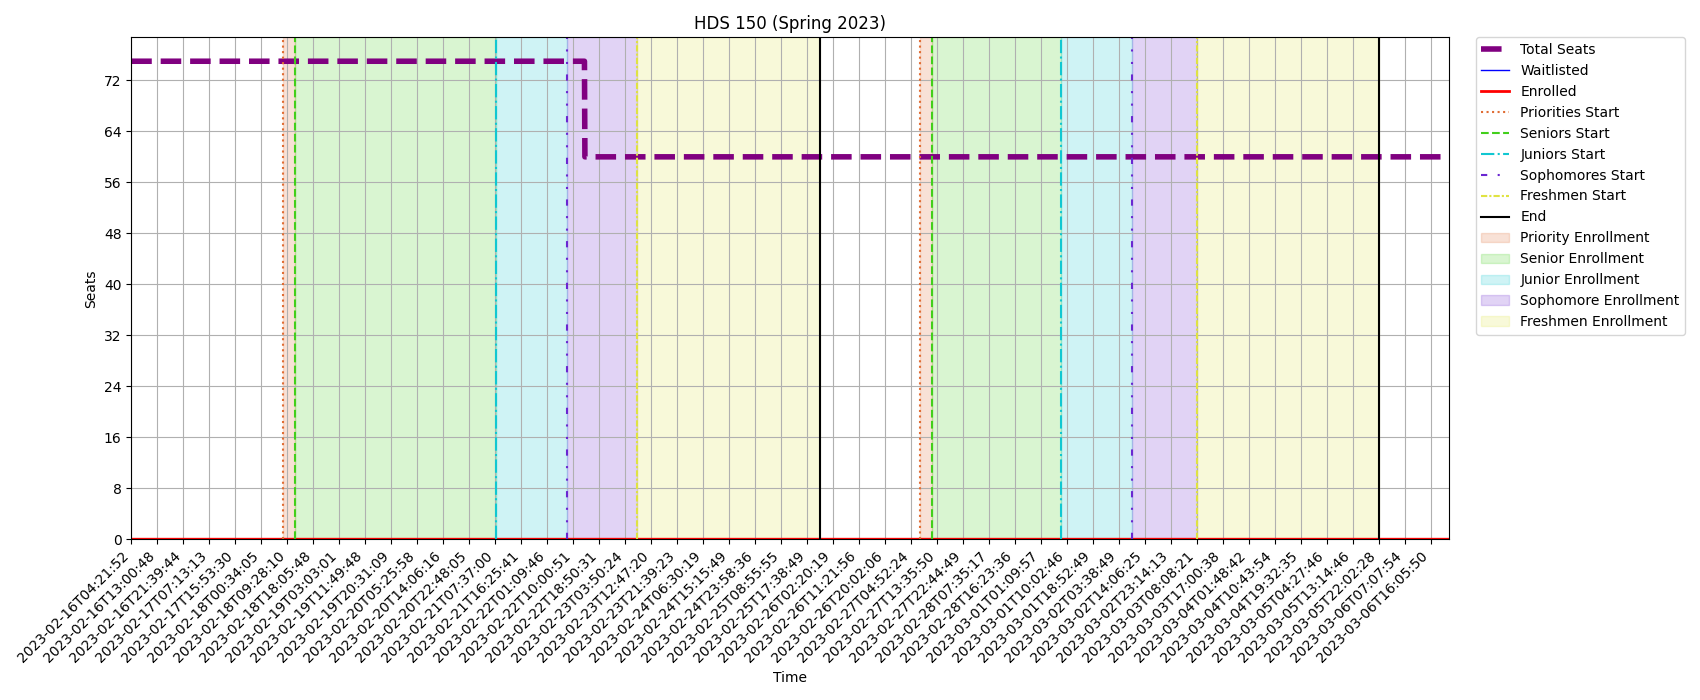 HDS 150 (Spring 2023)
Seats
72
64
56
48
40
32
24
16
8
0
2023-02-16T04:21:52
2023-02-16T13:00:48
2023-02-16T21:39:44
2023-02-17T07:13:13
2023-02-17T15:53:30
2023-02-18T00:34:05
2023-02-18T09:28:10
2023-02-18T18:05:48
2023-02-19T03:03:01
2023-02-19T11:49:48
2023-02-19T20:31:09
2023-02-20T05:25:58
2023-02-20T14:06:16
2023-02-20T22:48:05
2023-02-21T07:37:00
2023-02-21T16:25:41
2023-02-22T01:09:46
2023-02-22T10:00:51
2023-02-22T18:50:31
2023-02-23T03:50:24
2023-02-23T12:47:20
2023-02-23T21:39:23
2023-02-24T06:30:19
2023-02-24T15:15:49
2023-02-24T23:58:36
2023-02-25T08:55:55
2023-02-25T17:38:49
2023-02-26T02:20:19
2023-02-26T11:21:56
2023-02-26T20:02:06
2023-02-27T04:52:24
2023-02-27T13:35:50
2023-02-27T22:44:49
2023-02-28T07:35:17
2023-02-28T16:23:36
2023-03-01T01:09:57
2023-03-01T10:02:46
2023-03-01T18:52:49
2023-03-02T03:38:49
2023-03-02T14:06:25
2023-03-02T23:14:13
2023-03-03T08:08:21
2023-03-03T17:00:38
2023-03-04T01:48:42
2023-03-04T10:43:54
2023-03-04T19:32:35
2023-03-05T04:27:46
2023-03-05T13:14:46
2023-03-05T22:02:28
2023-03-06T07:07:54
2023-03-06T16:05:50
Time
Total Seats
Waitlisted
Enrolled
Priorities Start
Seniors Start
Juniors Start
Sophomores Start
Freshmen Start
End
Priority Enrollment
Senior Enrollment
Junior Enrollment
Sophomore Enrollment
Freshmen Enrollment